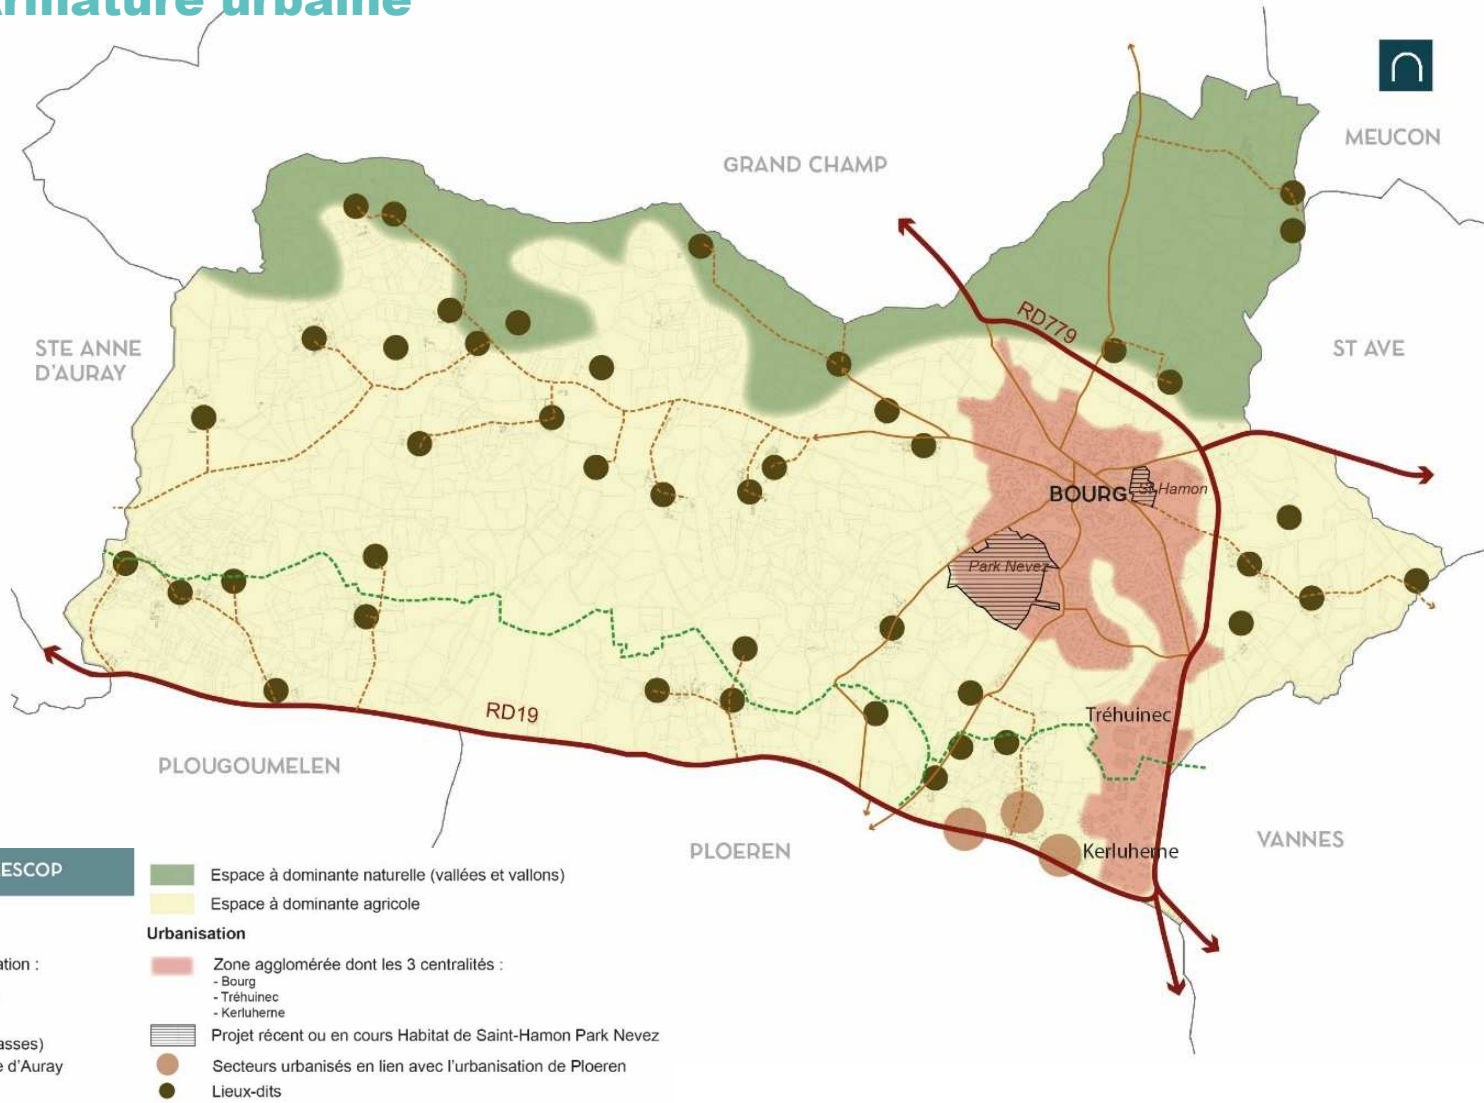 Armature urbaine
MEUCON
GRAND CHAMP
RD779
STE ANNE
D'AURAY
ST AVE
BOURG
St Hamon
Park Nevez
RD19
Tréhuinec
PLOUGOUMELEN
PLOEREN
Kerluherne
VANNES
ESCOP
Espace à dominante naturelle (vallées et vallons)
Espace à dominante agricole
Urbanisation
ation :
Zone agglomérée dont les 3 centralités :
- Bourg
- Tréhuinec
- Kerluherne
Projet récent ou en cours Habitat de Saint-Hamon Park Nevez
asses)
e d'Auray
Secteurs urbanisés en lien avec l'urbanisation de Ploeren
Lieux-dits